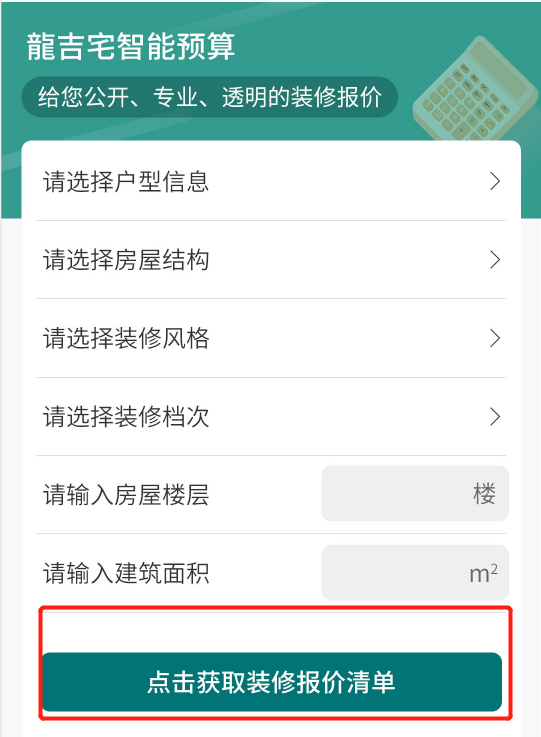 龍吉宅智能预算
给您公开、专业、透明的装修报价
请选择户型信息
请选择房屋结构
请选择装修风格
请选择装修档次
请输入房屋楼层 楼
请输入建筑面积 m²
点击获取装修报价清单